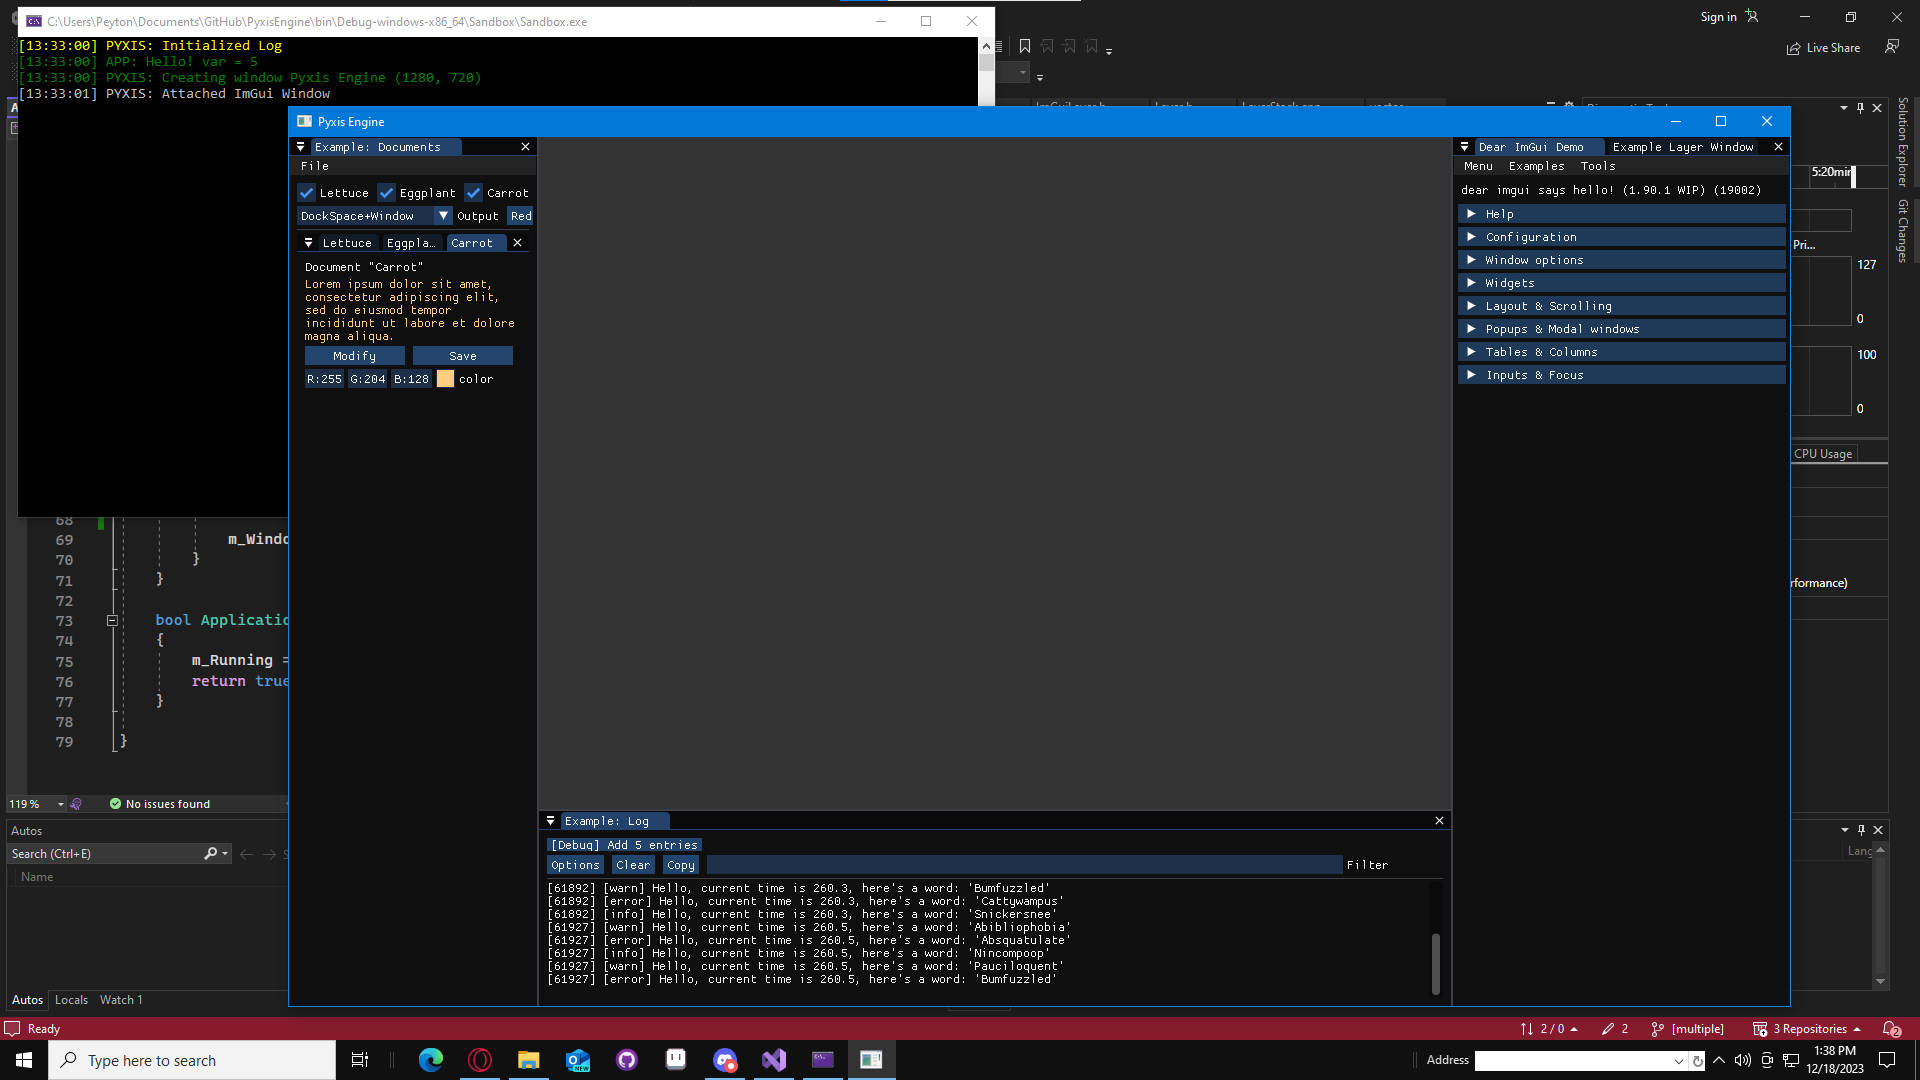 C:\Users\Peyton\Documents\GitHub\PyxisEngine\bin\Debug-windows-x86_64\Sandbox\Sandbox.exe
[13:33:00] PYXIS: Initialized Log
[13:33:00] APP: Hello! var = 5
[13:33:00] PYXIS: Creating window Pyxis Engine (1280, 720)
[13:33:01] PYXIS: Attached ImGui Window
Sign in
Live Share
Pyxis Engine
Example: Documents
File
Lettuce Eggplant Carrot
DockSpace+Window Output Red
Lettuce Eggpla… Carrot
Document "Carrot"
Lorem ipsum dolor sit amet,
consectetur adipiscing elit,
sed do eiusmod tempor
incididunt ut labore et dolore
magna aliqua.
Modify Save
R:255 G:204 B:128 color
Dear ImGui Demo Example Layer Window
Menu Examples Tools
dear imgui says hello! (1.90.1 WIP) (19002)
Help
Configuration
Window options
Widgets
Layout & Scrolling
Popups & Modal windows
Tables & Columns
Inputs & Focus
Example: Log
[Debug] Add 5 entries
Options Clear Copy Filter
[61892] [warn] Hello, current time is 260.3, here's a word: 'Bumfuzzled'
[61892] [error] Hello, current time is 260.3, here's a word: 'Cattywampus'
[61892] [info] Hello, current time is 260.3, here's a word: 'Snickersnee'
[61927] [warn] Hello, current time is 260.5, here's a word: 'Abibliophobia'
[61927] [error] Hello, current time is 260.5, here's a word: 'Absquatulate'
[61927] [info] Hello, current time is 260.5, here's a word: 'Nincompoop'
[61927] [warn] Hello, current time is 260.5, here's a word: 'Pauciloquent'
[61927] [error] Hello, current time is 260.5, here's a word: 'Bumfuzzled'
5:20min
Pri...
127
0
100
0
CPU Usage
rformance)
Solution Explorer
Git Changes
68
69 m_Windo
70 }
71 }
72
73 bool Applicatio
74 {
75 m_Running =
76 return true
77 }
78
79 }
119 % No issues found
Autos
Search (Ctrl+E)
Name
Lang
Autos Locals Watch 1
Ready
2 / 0 2 [multiple] 3 Repositories 2
Type here to search
NEW
Address
1:38 PM
12/18/2023